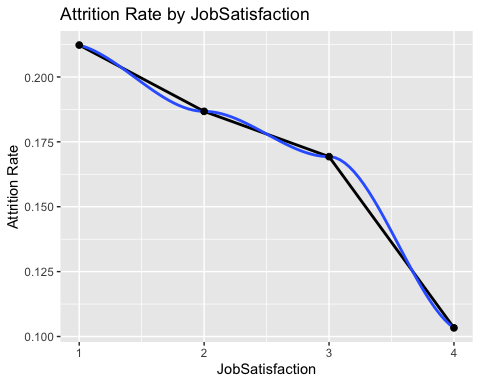 Attrition Rate by JobSatisfaction
0.200
0.175
0.150
0.125
0.100
Attrition Rate
1 2 3 4
JobSatisfaction